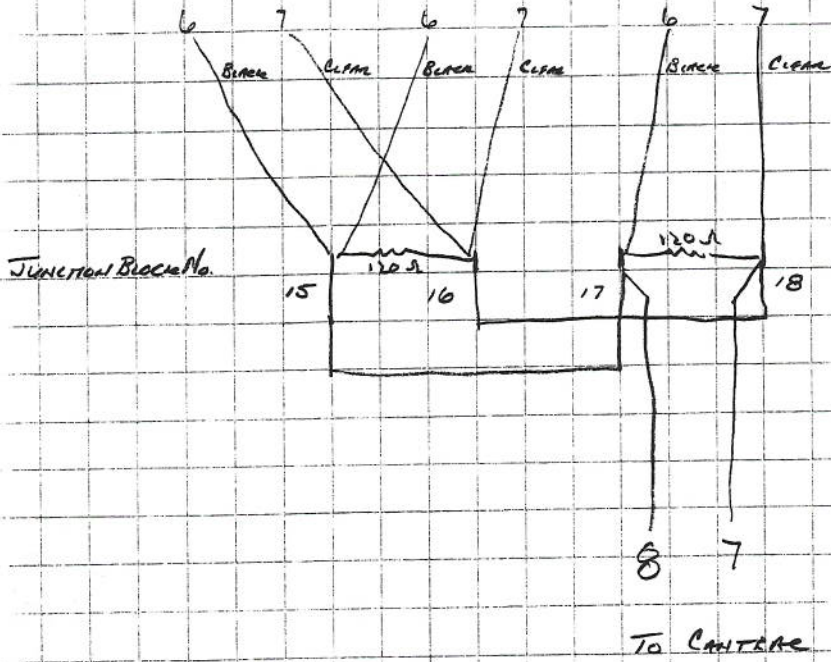 6 7 6 7 6 7
BLACK CLEAR BLACK CLEAR BLACK CLEAR
120 Ω 120 Ω
JUNCTION BLOCK No.
15 16 17 18
8 7
TO CANTRAC